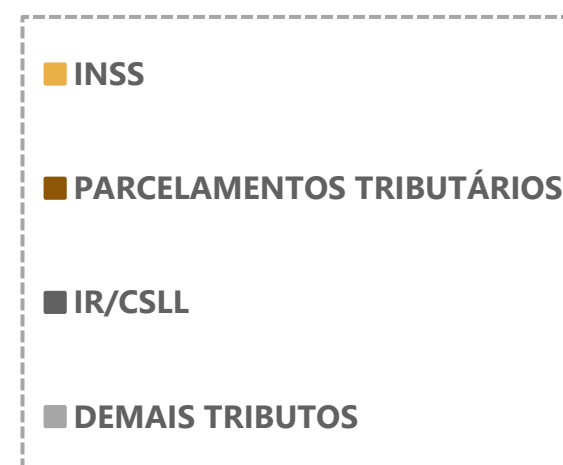 INSS
PARCELAMENTOS TRIBUTÁRIOS
IR/CSLL
DEMAIS TRIBUTOS